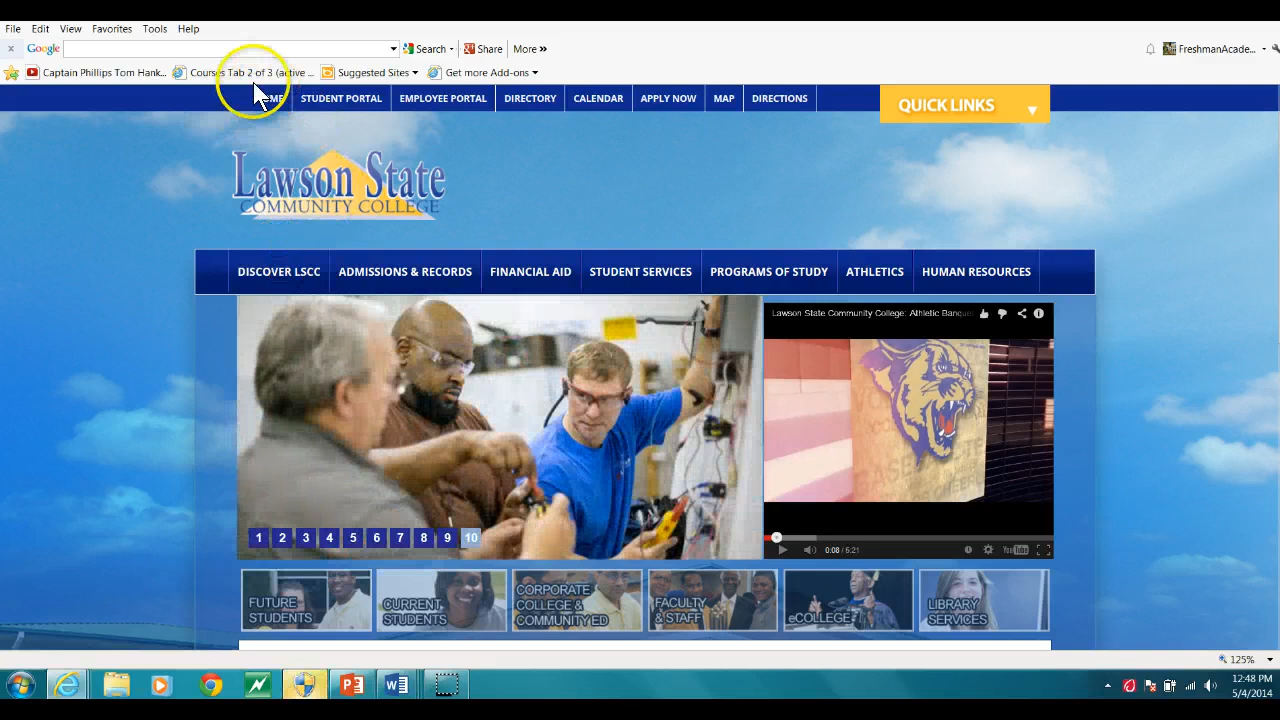 File Edit View Favorites Tools Help
x Google Search Share More » FreshmanAcade...
Captain Phillips Tom Hank... Courses Tab 2 of 3 (active ... Suggested Sites Get more Add-ons
STUDENT PORTAL EMPLOYEE PORTAL DIRECTORY CALENDAR APPLY NOW MAP DIRECTIONS QUICK LINKS
Lawson State
COMMUNITY COLLEGE
DISCOVER LSCC ADMISSIONS & RECORDS FINANCIAL AID STUDENT SERVICES PROGRAMS OF STUDY ATHLETICS HUMAN RESOURCES
Lawson State Community College: Athletic Banque
1 2 3 4 5 6 7 8 9 10
0:08 / 5:21 YouTube
FUTURE
STUDENTS
CURRENT
STUDENTS
CORPORATE
COLLEGE &
COMMUNITY ED
FACULTY
& STAFF
eCOLLEGE
LIBRARY
SERVICES
125%
12:48 PM
5/4/2014